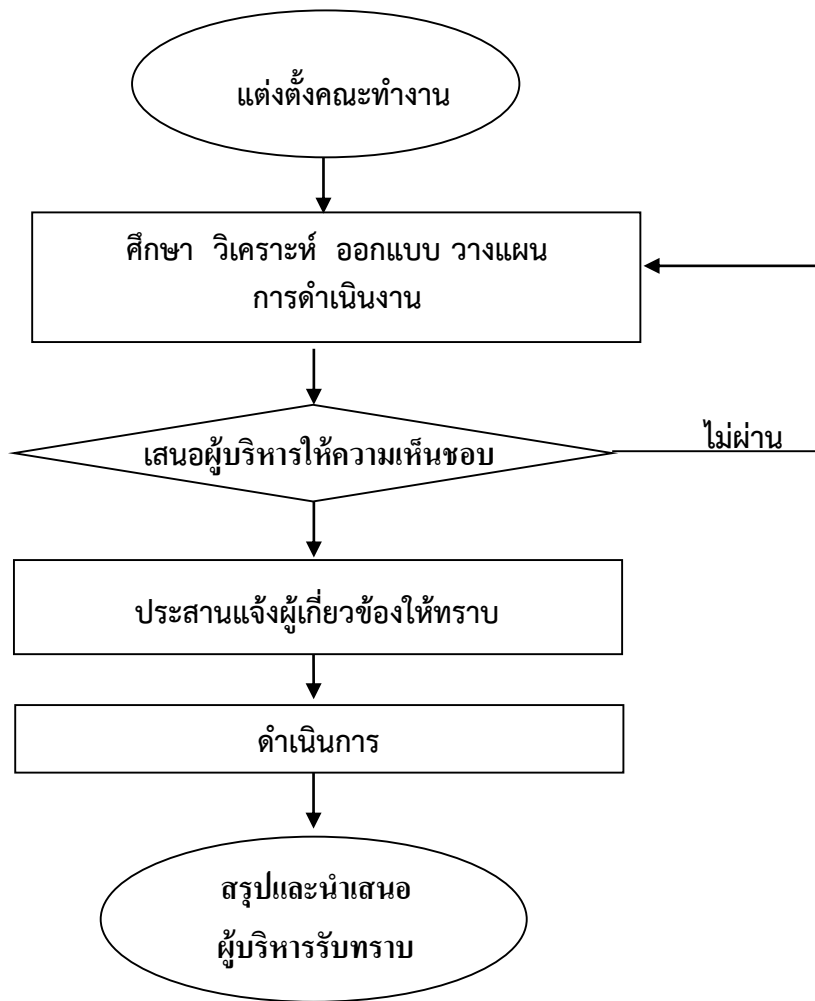 แต่งตั้งคณะทำงาน
ศึกษา วิเคราะห์ ออกแบบ วางแผน
การดำเนินงาน
เสนอผู้บริหารให้ความเห็นชอบ
ไม่ผ่าน
ประสานแจ้งผู้เกี่ยวข้องให้ทราบ
ดำเนินการ
สรุปและนำเสนอ
ผู้บริหารรับทราบ